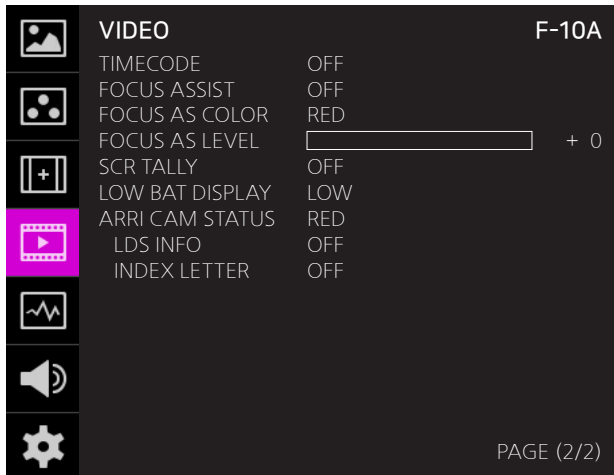 VIDEO F-10A
TIMECODE OFF
FOCUS ASSIST OFF
FOCUS AS COLOR RED
FOCUS AS LEVEL + 0
SCR TALLY OFF
LOW BAT DISPLAY LOW
ARRI CAM STATUS RED
LDS INFO OFF
INDEX LETTER OFF
PAGE (2/2)